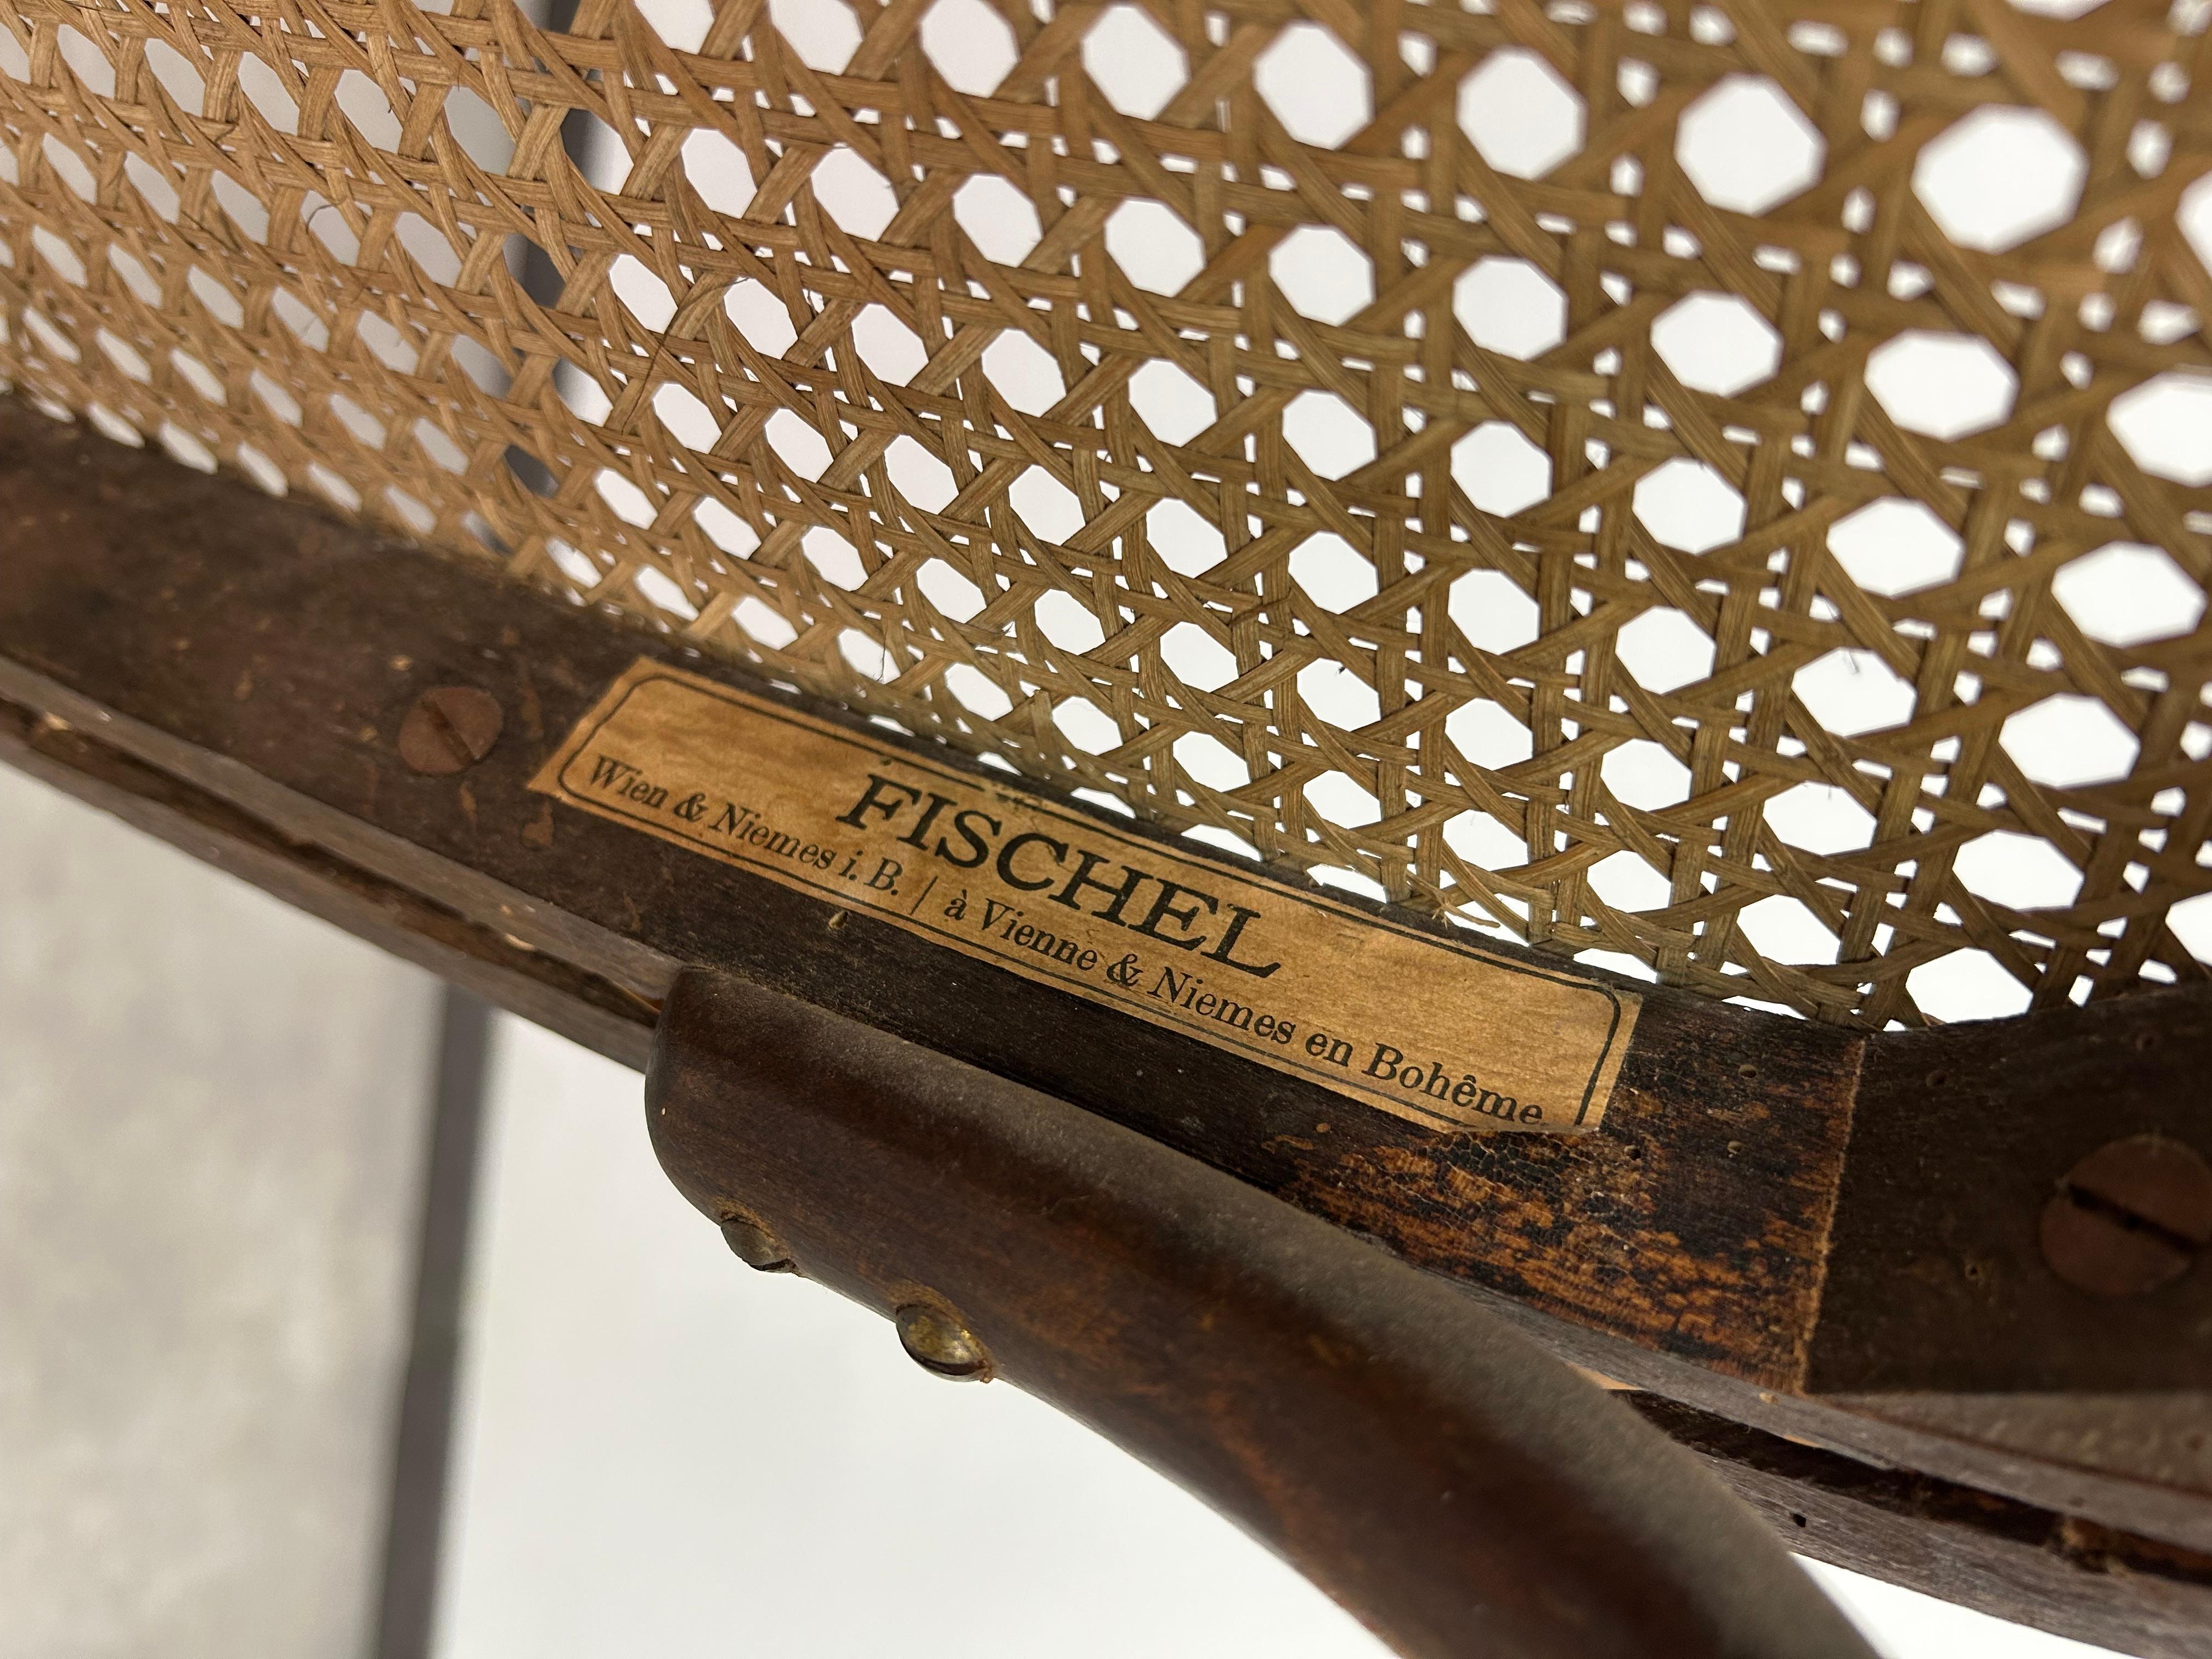 FISCHEL
Wien & Niemes i. B. | à Vienne & Niemes en Bohême